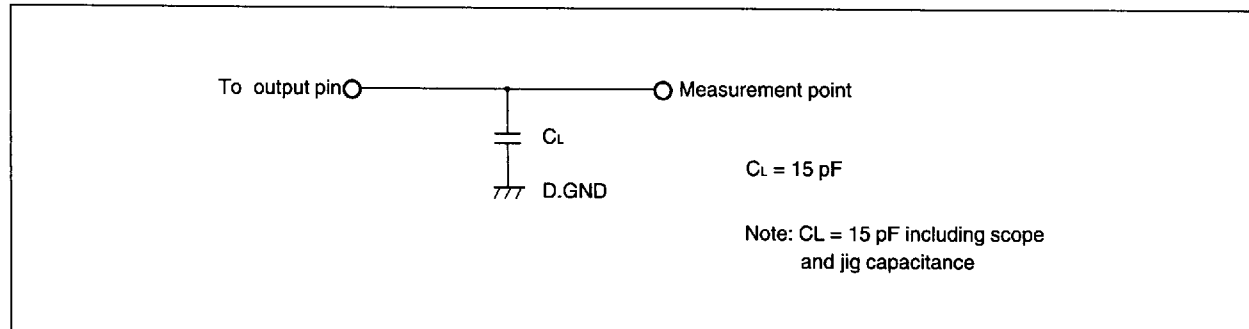 To output pin
Measurement point
CL
CL = 15 pF
D.GND
Note: CL = 15 pF including scope
and jig capacitance